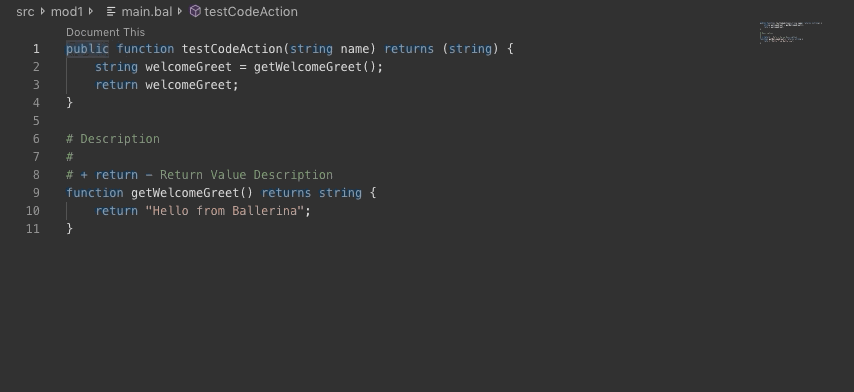 src mod1 main.bal testCodeAction
Document This
1 public function testCodeAction(string name) returns (string) {
2     string welcomeGreet = getWelcomeGreet();
3     return welcomeGreet;
4 }
5
6 # Description
7 #
8 # + return − Return Value Description
9 function getWelcomeGreet() returns string {
10     return "Hello from Ballerina";
11 }